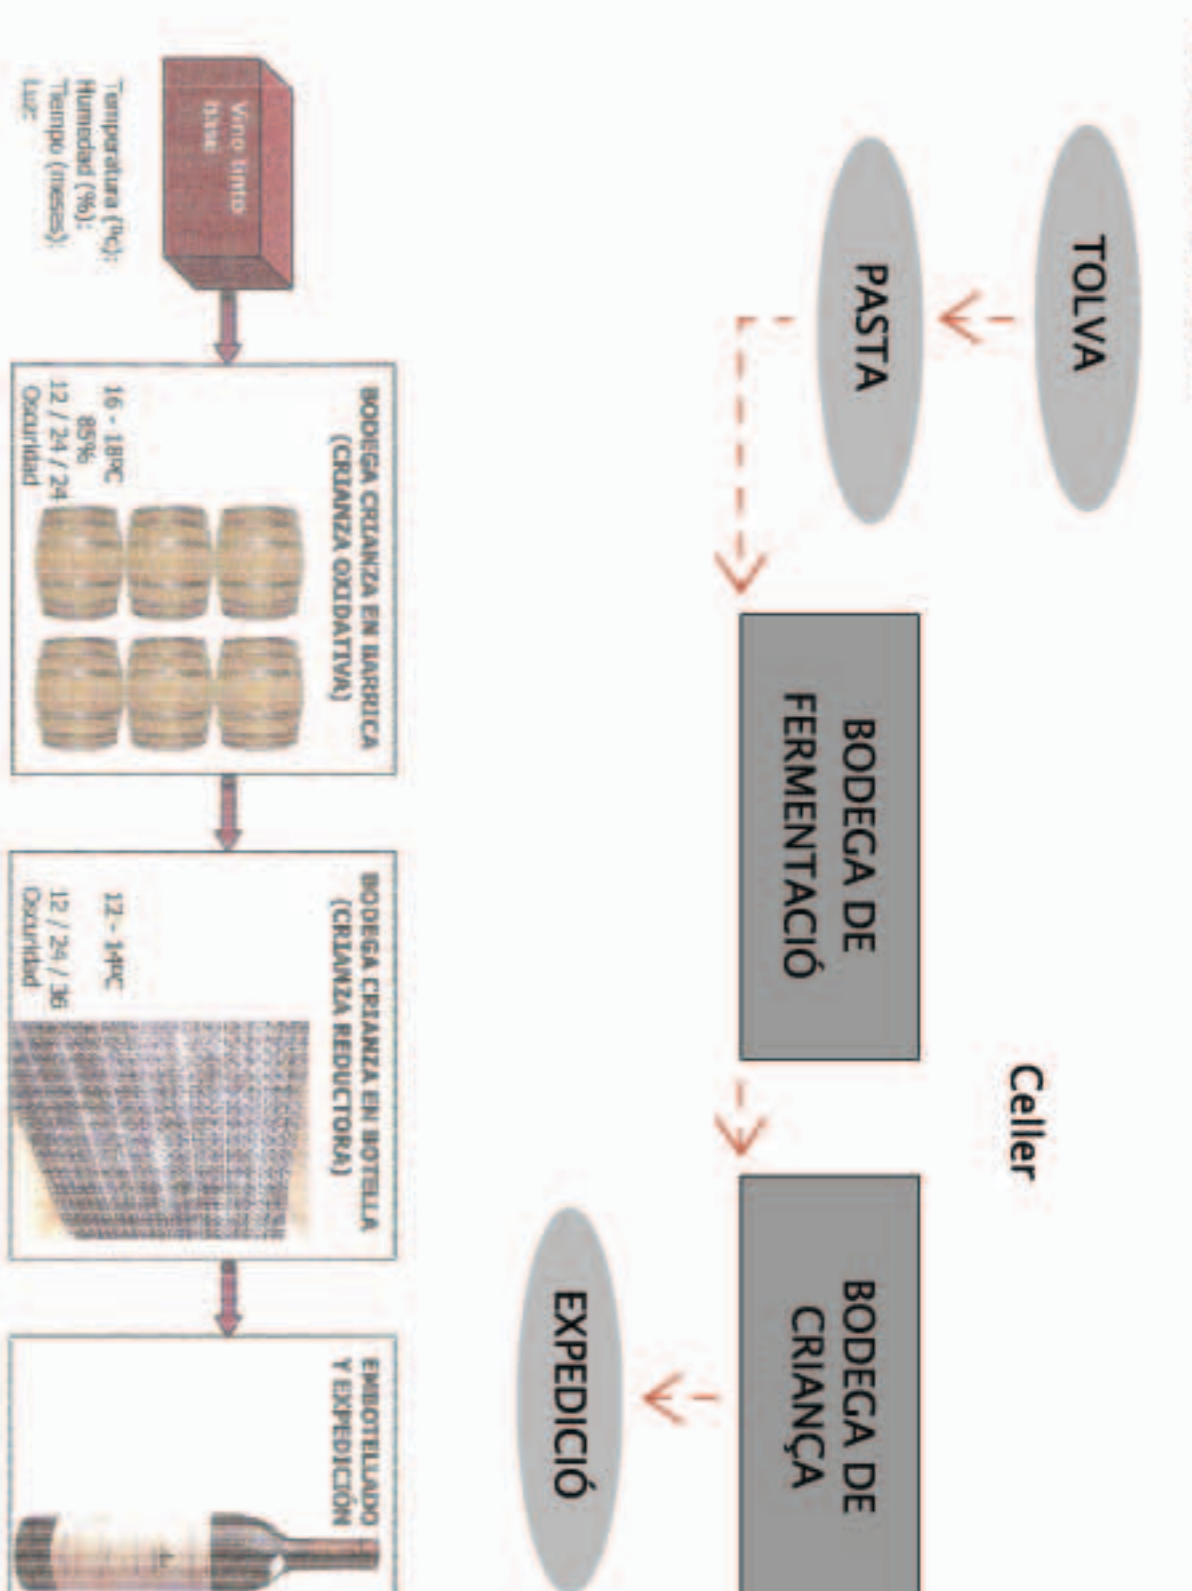 Celler
TOLVA
PASTA
BODEGA DE
FERMENTACIÓ
BODEGA DE
CRIANÇA
EXPEDICIÓ
Vino tinto
base
Temperatura (ºc):
Humedad (%):
Tiempo (meses):
Luz:
BODEGA CRIANZA EN BARRICA
(CRIANZA OXIDATIVA)
16 - 18ºC
85%
12 / 24 / 24
Oscuridad
BODEGA CRIANZA EN BOTELLA
(CRIANZA REDUCTORA)
12 - 14ºC
12 / 24 / 36
Oscuridad
EMBOTELLADO
Y EXPEDICIÓN